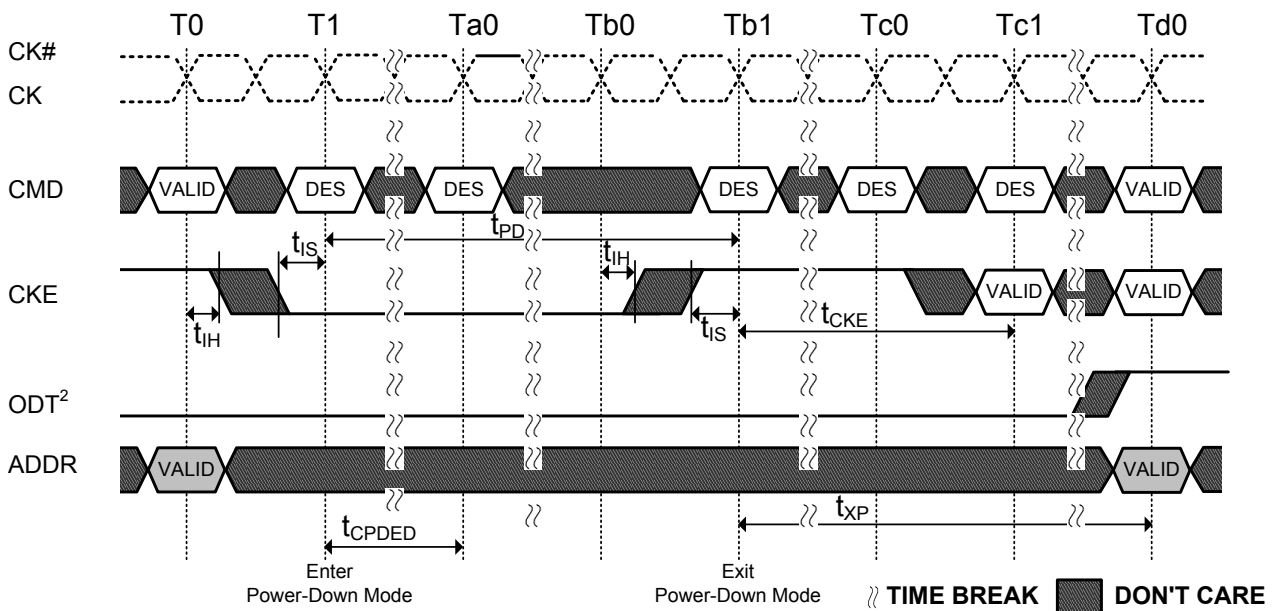 T0 T1 Ta0 Tb0 Tb1 Tc0 Tc1 Td0
CK#
CK
CMD VALID DES DES DES DES DES VALID
tPD
tIS tIH
CKE VALID VALID
tIH tIS tCKE
ODT2
ADDR VALID VALID
tCPDED tXP
Enter
Power-Down Mode
Exit
Power-Down Mode
TIME BREAK DON'T CARE